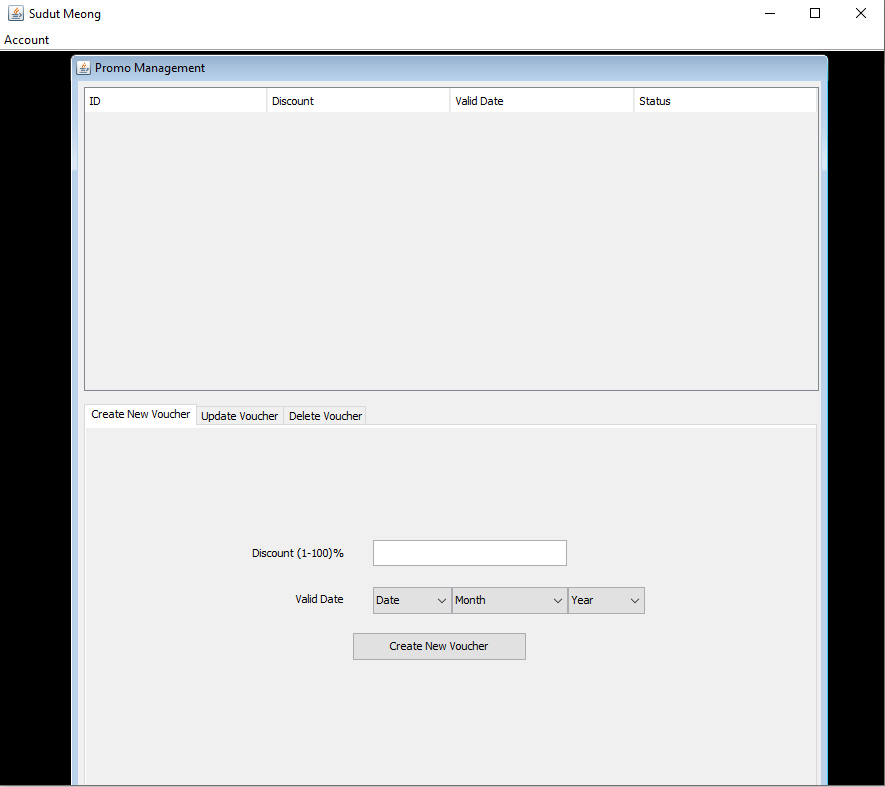 Sudut Meong
Account
Promo Management
ID Discount Valid Date Status
Create New Voucher Update Voucher Delete Voucher
Discount (1-100)%
Valid Date Date Month Year
Create New Voucher